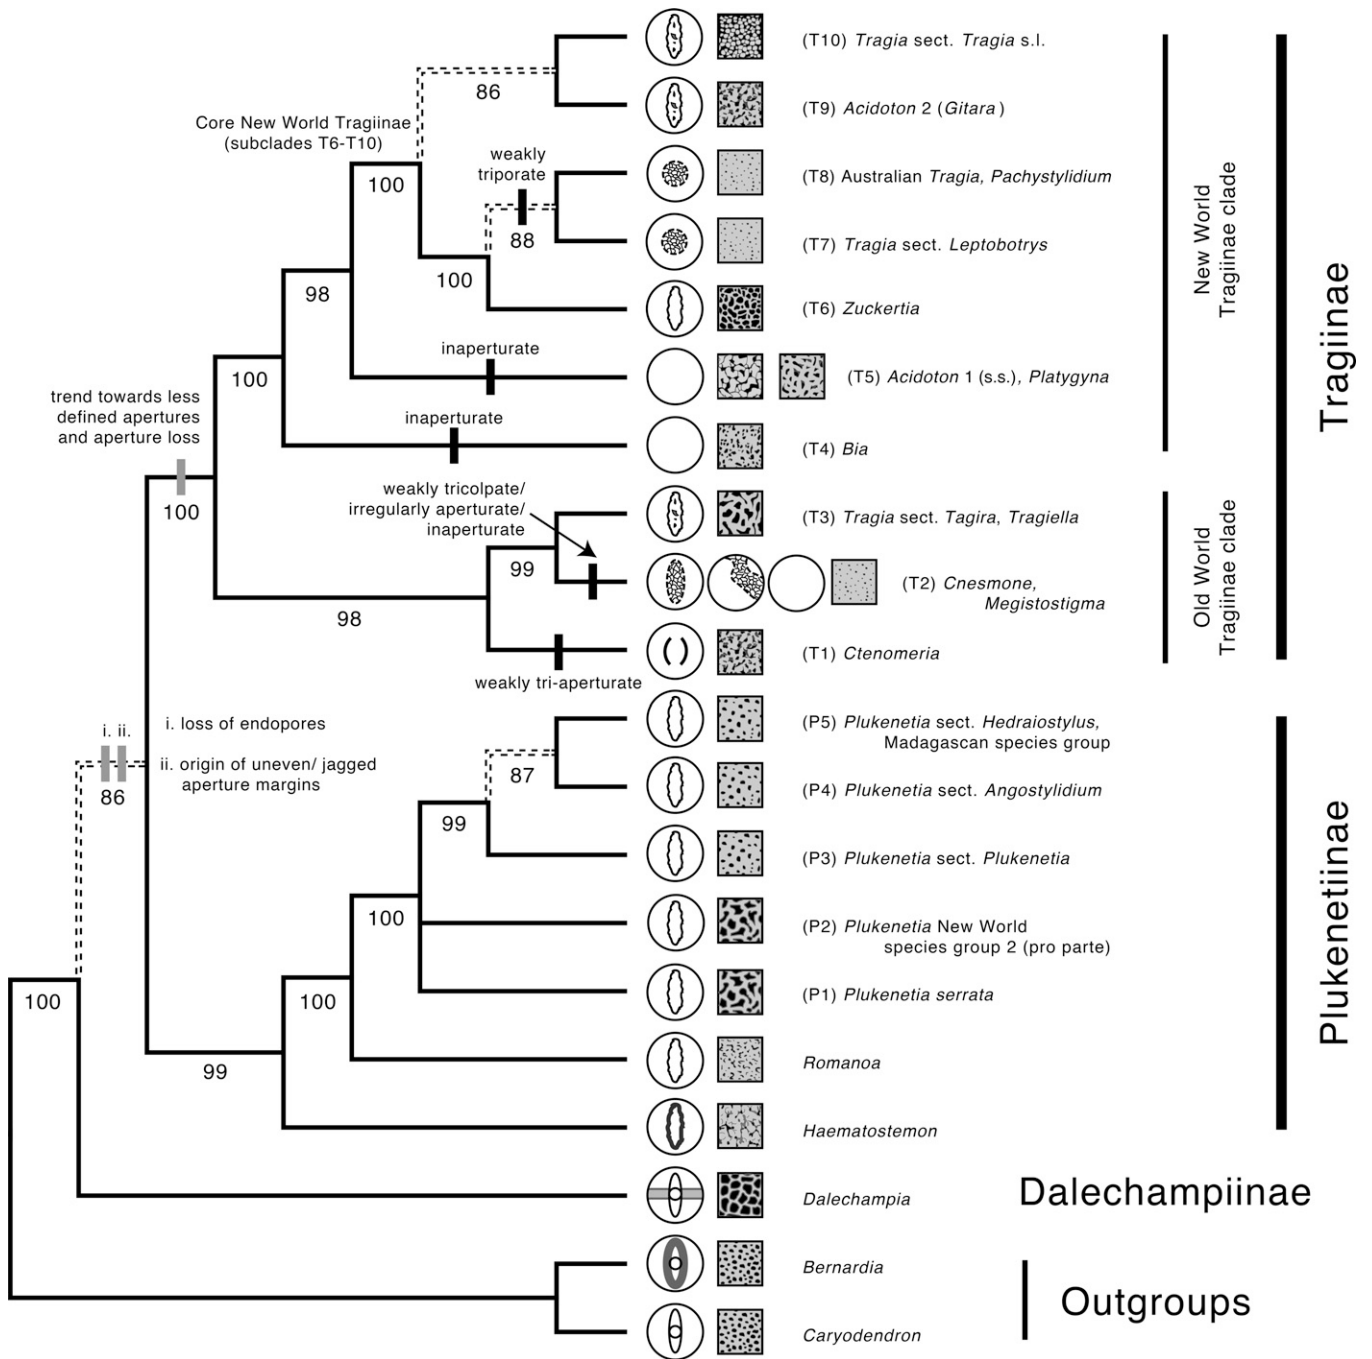 (T10) Tragia sect. Tragia s.l.
86
(T9) Acidoton 2 (Gitara)
Core New World Tragiinae
(subclades T6-T10)
weakly
triporate
(T8) Australian Tragia, Pachystylidium
100
88
(T7) Tragia sect. Leptobotrys
100
98
(T6) Zuckertia
inaperturate
(T5) Acidoton 1 (s.s.), Platygyna
100
trend towards less
defined apertures
and aperture loss
inaperturate
(T4) Bia
New World
Tragiinae clade
weakly tricolpate/
irregularly aperturate/
inaperturate
100
(T3) Tragia sect. Tagira, Tragiella
99
(T2) Cnesmone,
Megistostigma
98
(T1) Ctenomeria
weakly tri-aperturate
Old World
Tragiinae clade
Tragiinae
i. ii.
i. loss of endopores
ii. origin of uneven/ jagged
aperture margins
86
(P5) Plukenetia sect. Hedraiostylus,
Madagascan species group
87
(P4) Plukenetia sect. Angostylidium
99
(P3) Plukenetia sect. Plukenetia
100
(P2) Plukenetia New World
species group 2 (pro parte)
100
(P1) Plukenetia serrata
100
Romanoa
99
Haematostemon
Plukenetiinae
Dalechampia
Dalechampiinae
Bernardia
Caryodendron
Outgroups